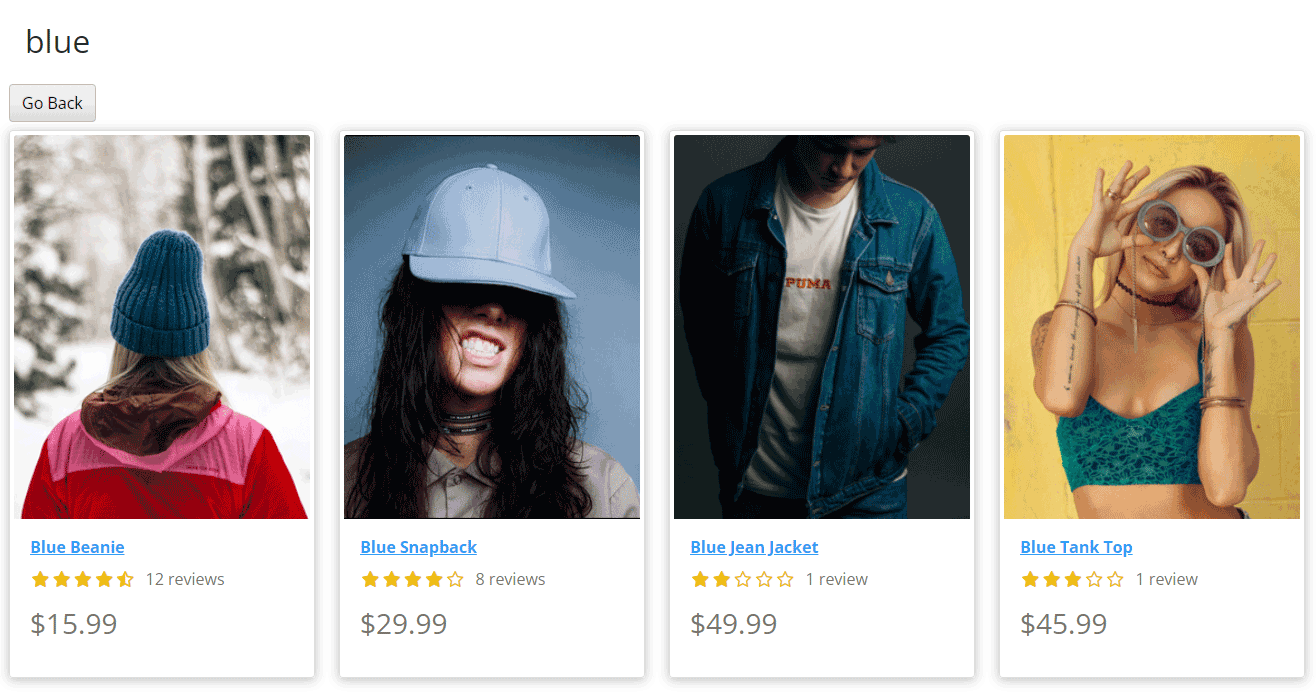 blue
Go Back
PUMA
Blue Beanie
12 reviews
$15.99
Blue Snapback
8 reviews
$29.99
Blue Jean Jacket
1 review
$49.99
Blue Tank Top
1 review
$45.99